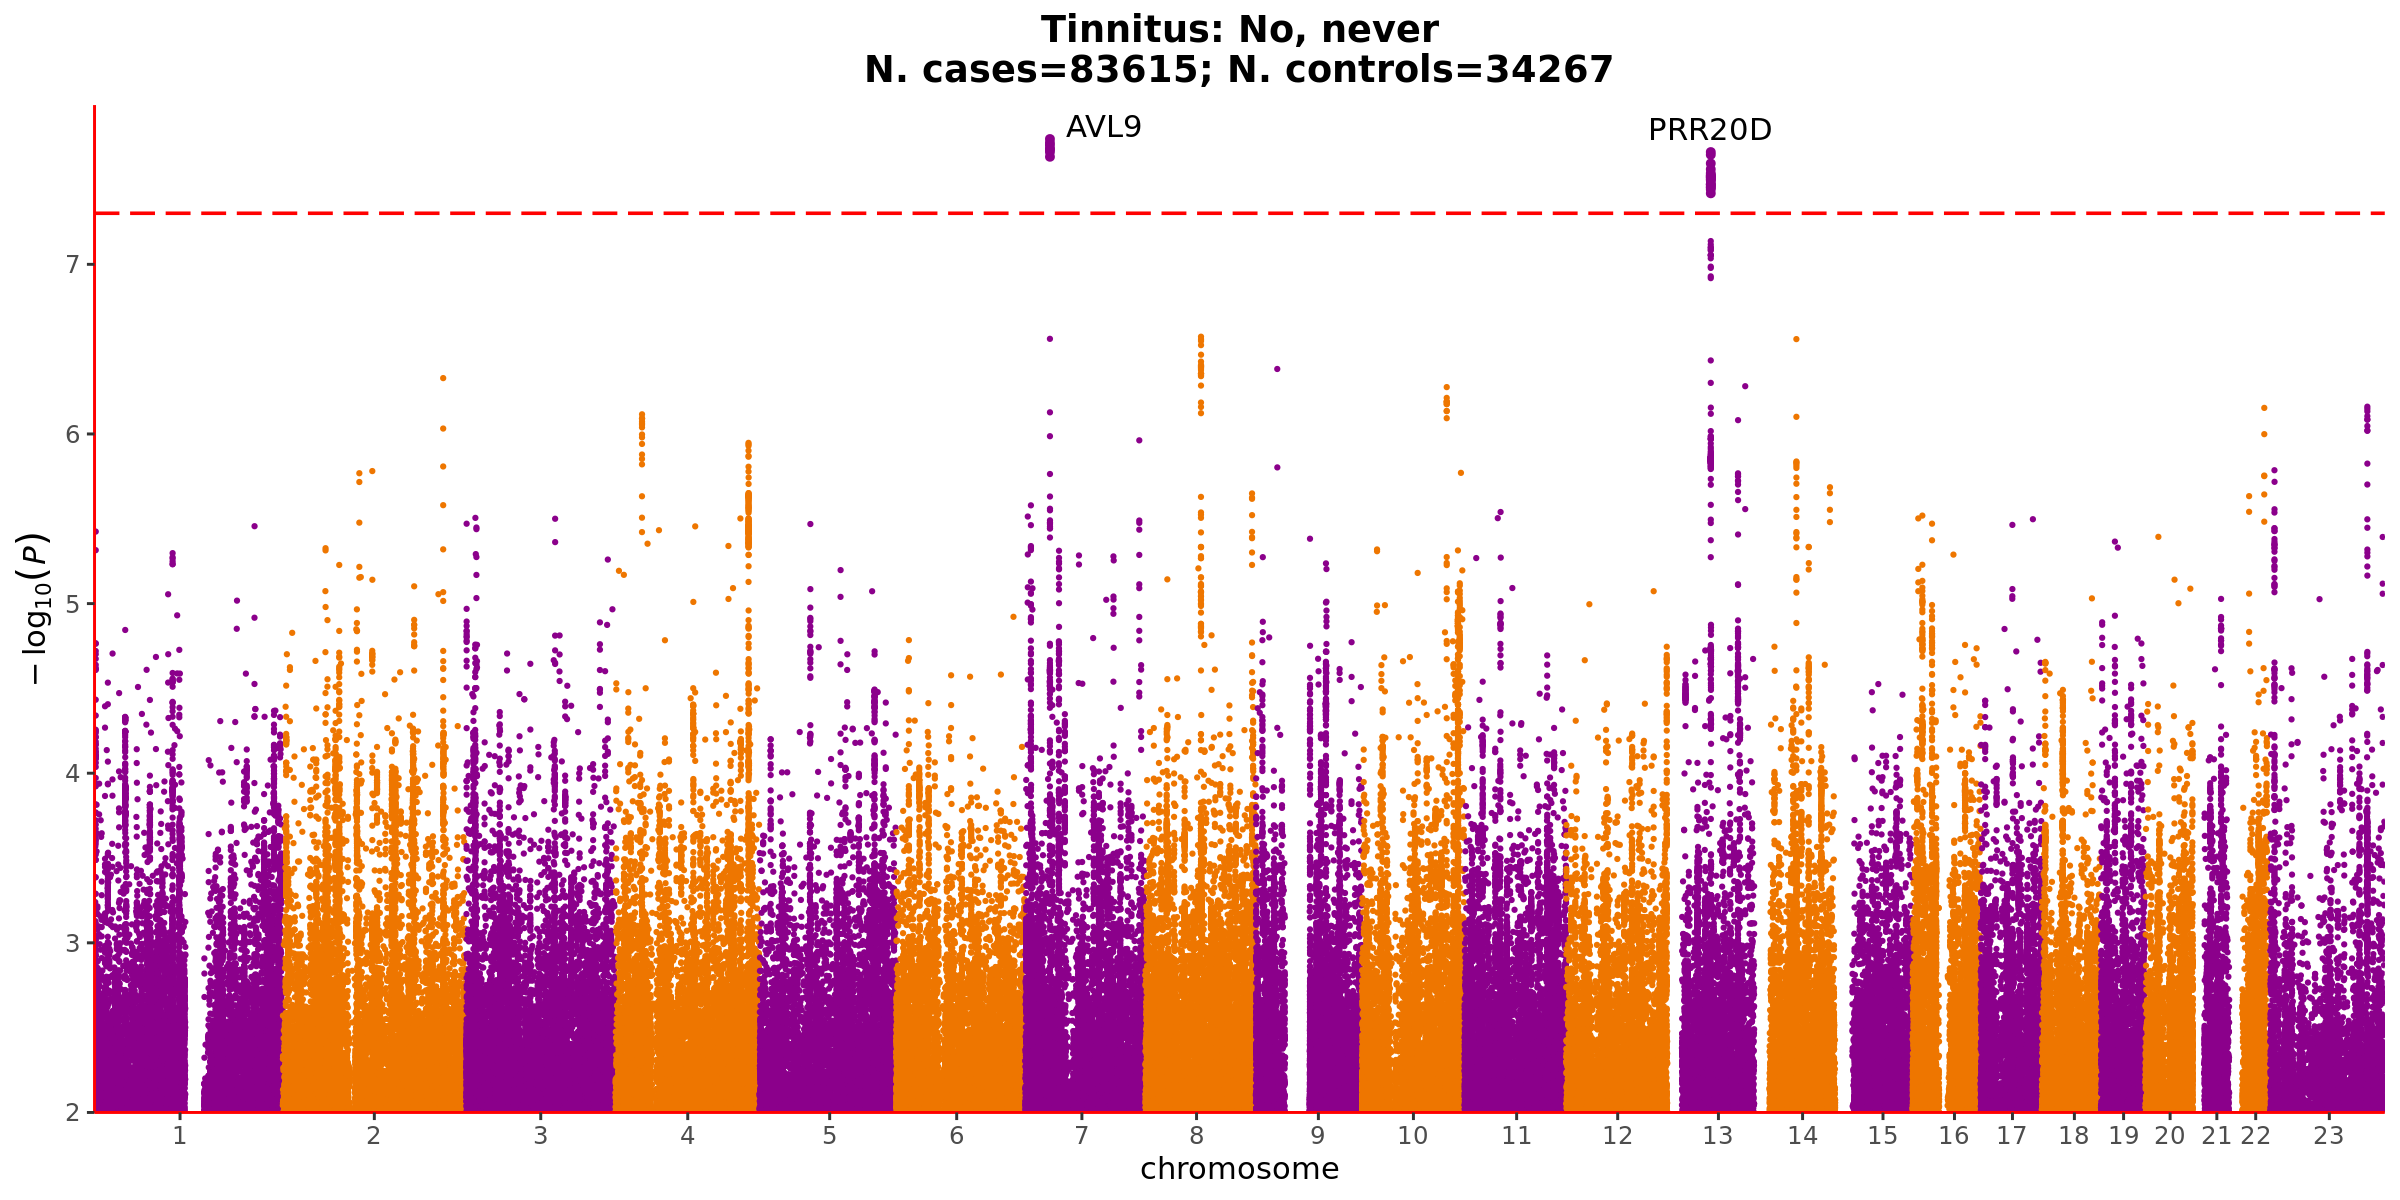 Tinnitus: No, never
N. cases=83615; N. controls=34267
AVL9
PRR20D
7
6
5
4
3
2
−log10(P)
1 2 3 4 5 6 7 8 9 10 11 12 13 14 15 16 17 18 19 20 21 22 23
chromosome